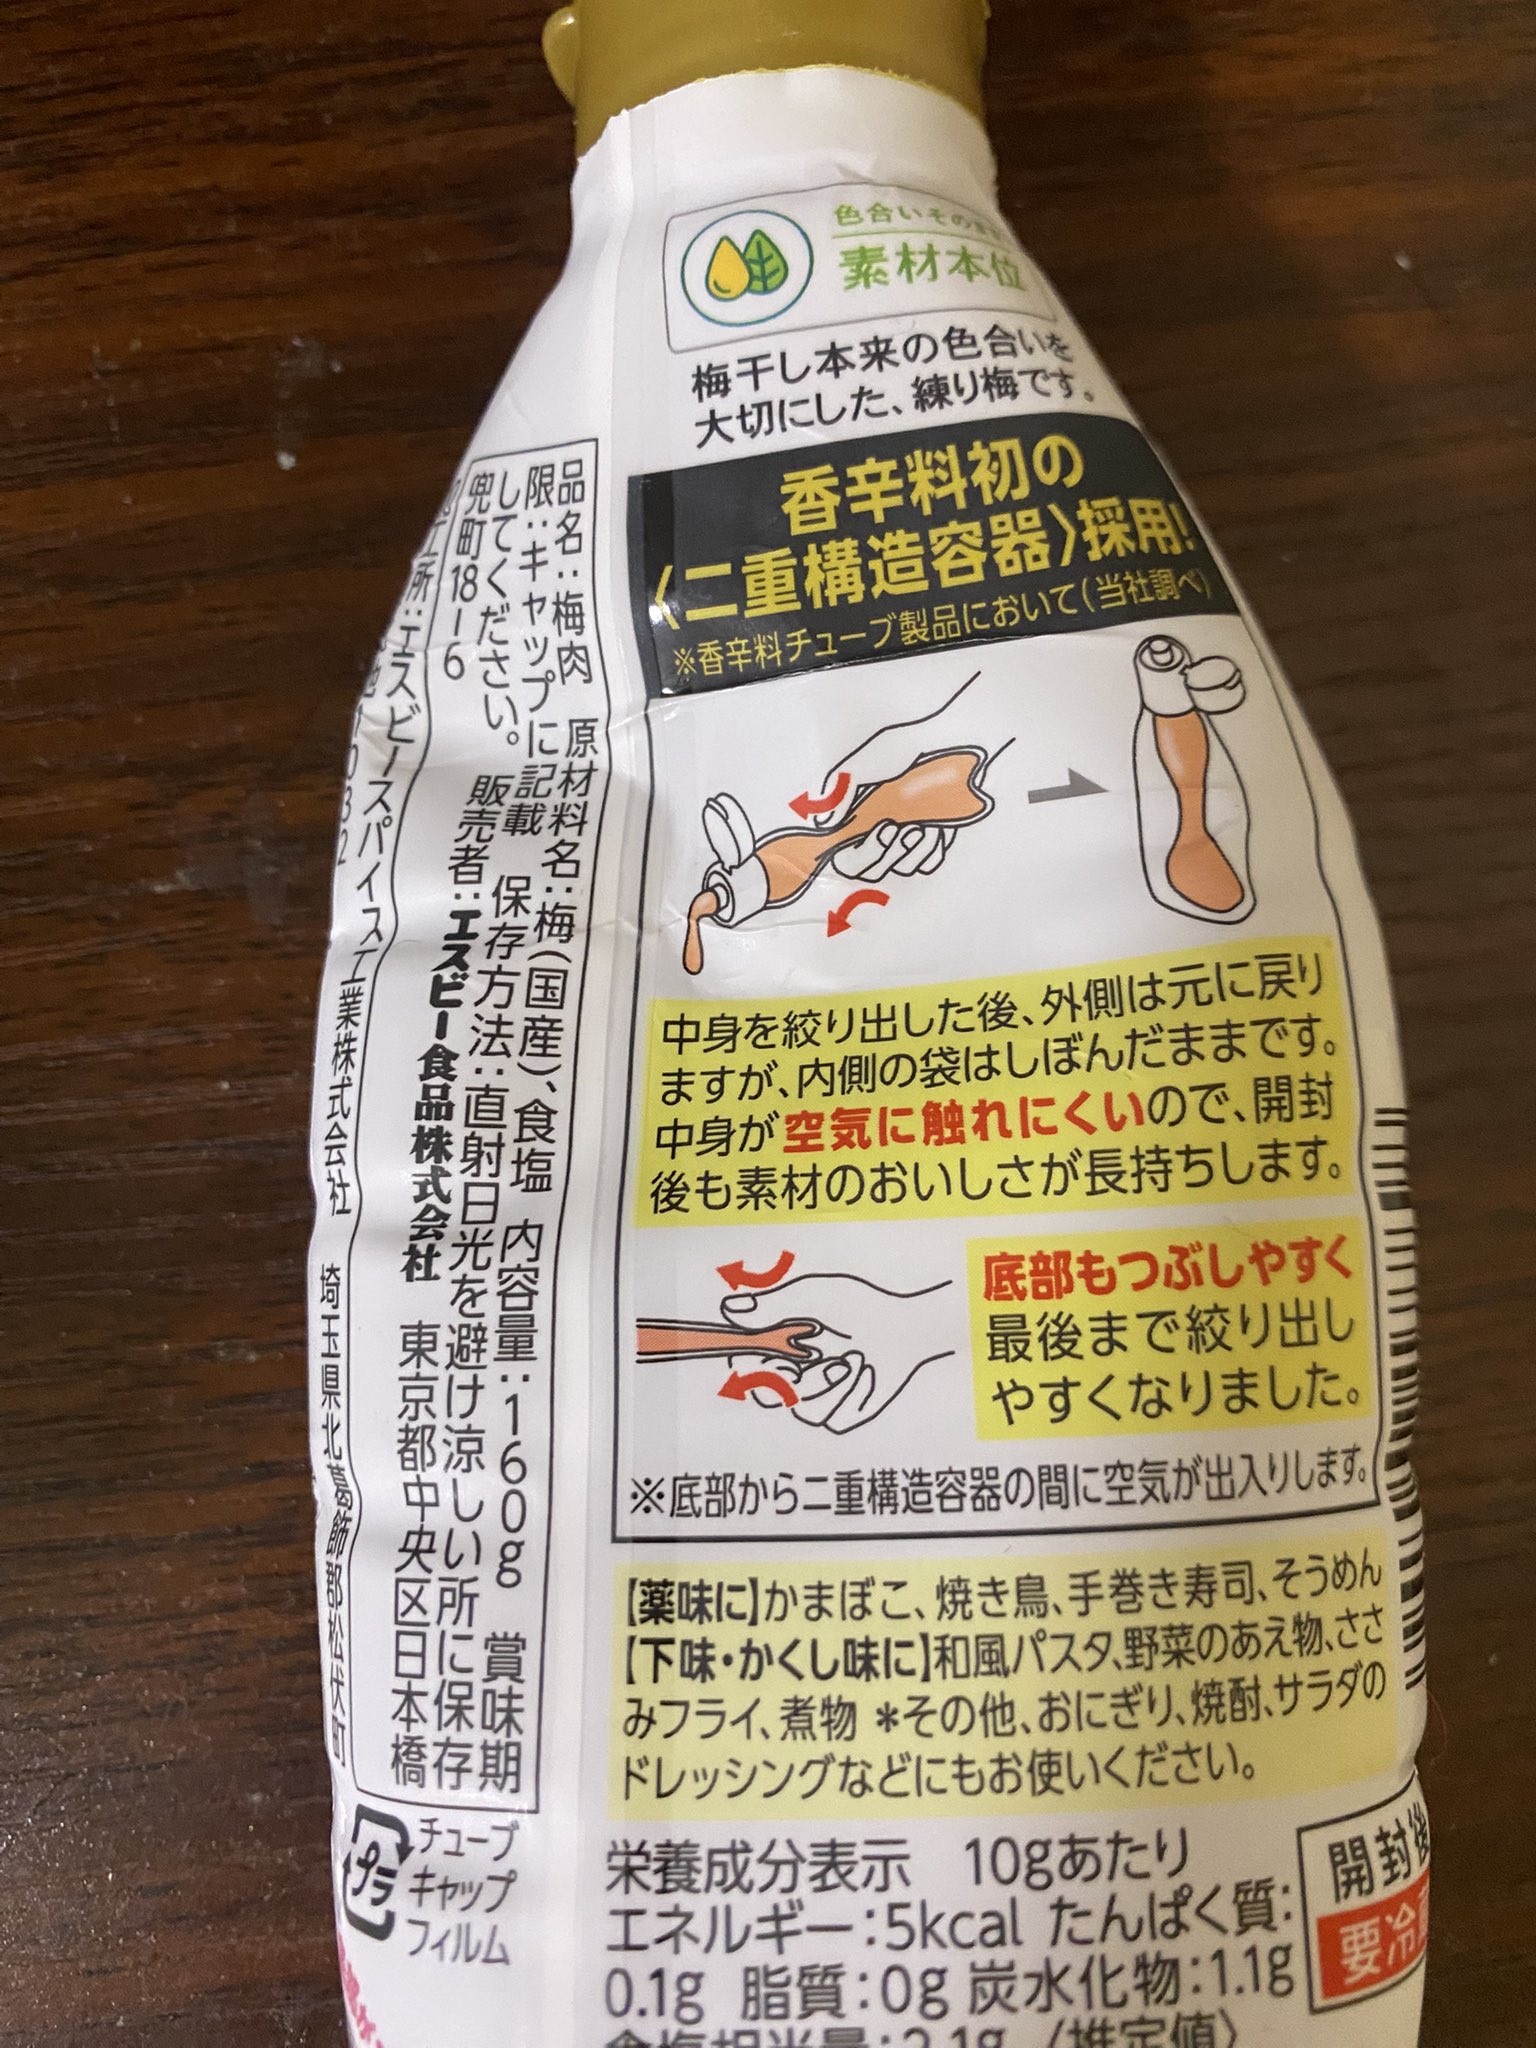 色合いそのまま
素材本位
梅干し本来の色合いを
大切にした、練り梅です。
香辛料初の
〈二重構造容器〉採用!
※香辛料チューブ製品において(当社調べ)
中身を絞り出した後、外側は元に戻り
ますが、内側の袋はしぼんだままです。
中身が空気に触れにくいので、開封
後も素材のおいしさが長持ちします。
底部もつぶしやすく
最後まで絞り出し
やすくなりました。
※底部から二重構造容器の間に空気が出入りします。
【薬味に】かまぼこ、焼き鳥、手巻き寿司、そうめん
【下味・かくし味に】和風パスタ、野菜のあえ物、ささ
みフライ、煮物 *その他、おにぎり、焼酎、サラダの
ドレッシングなどにもお使いください。
栄養成分表示 10gあたり
エネルギー:5kcal たんぱく質:
0.1g 脂質:0g 炭水化物:1.1g
食塩相当量:2.1g 〈推定値〉
開封後
要冷
品名:梅肉 原材料名:梅(国産)、食塩 内容量:160g 賞味期
限:キャップに記載 保存方法:直射日光を避け涼しい所に保存
してください。 販売者:エスビー食品株式会社 東京都中央区日本橋
兜町18-6
工所:エスビースパイス工業株式会社 埼玉県北葛飾郡松伏町
1032
プラ
チューブ
キャップ
フィルム